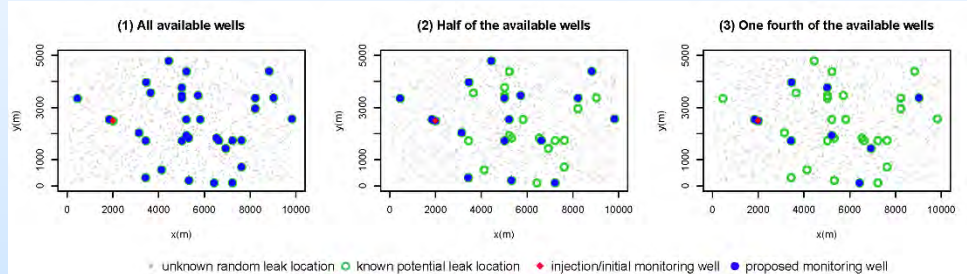 (1) All available wells
(2) Half of the available wells
(3) One fourth of the available wells
y(m)
5000
3000
1000
0
0 2000 4000 6000 8000 10000
x(m)
y(m)
5000
3000
1000
0
0 2000 4000 6000 8000 10000
x(m)
y(m)
5000
3000
1000
0
0 2000 4000 6000 8000 10000
x(m)
unknown random leak location known potential leak location injection/initial monitoring well proposed monitoring well